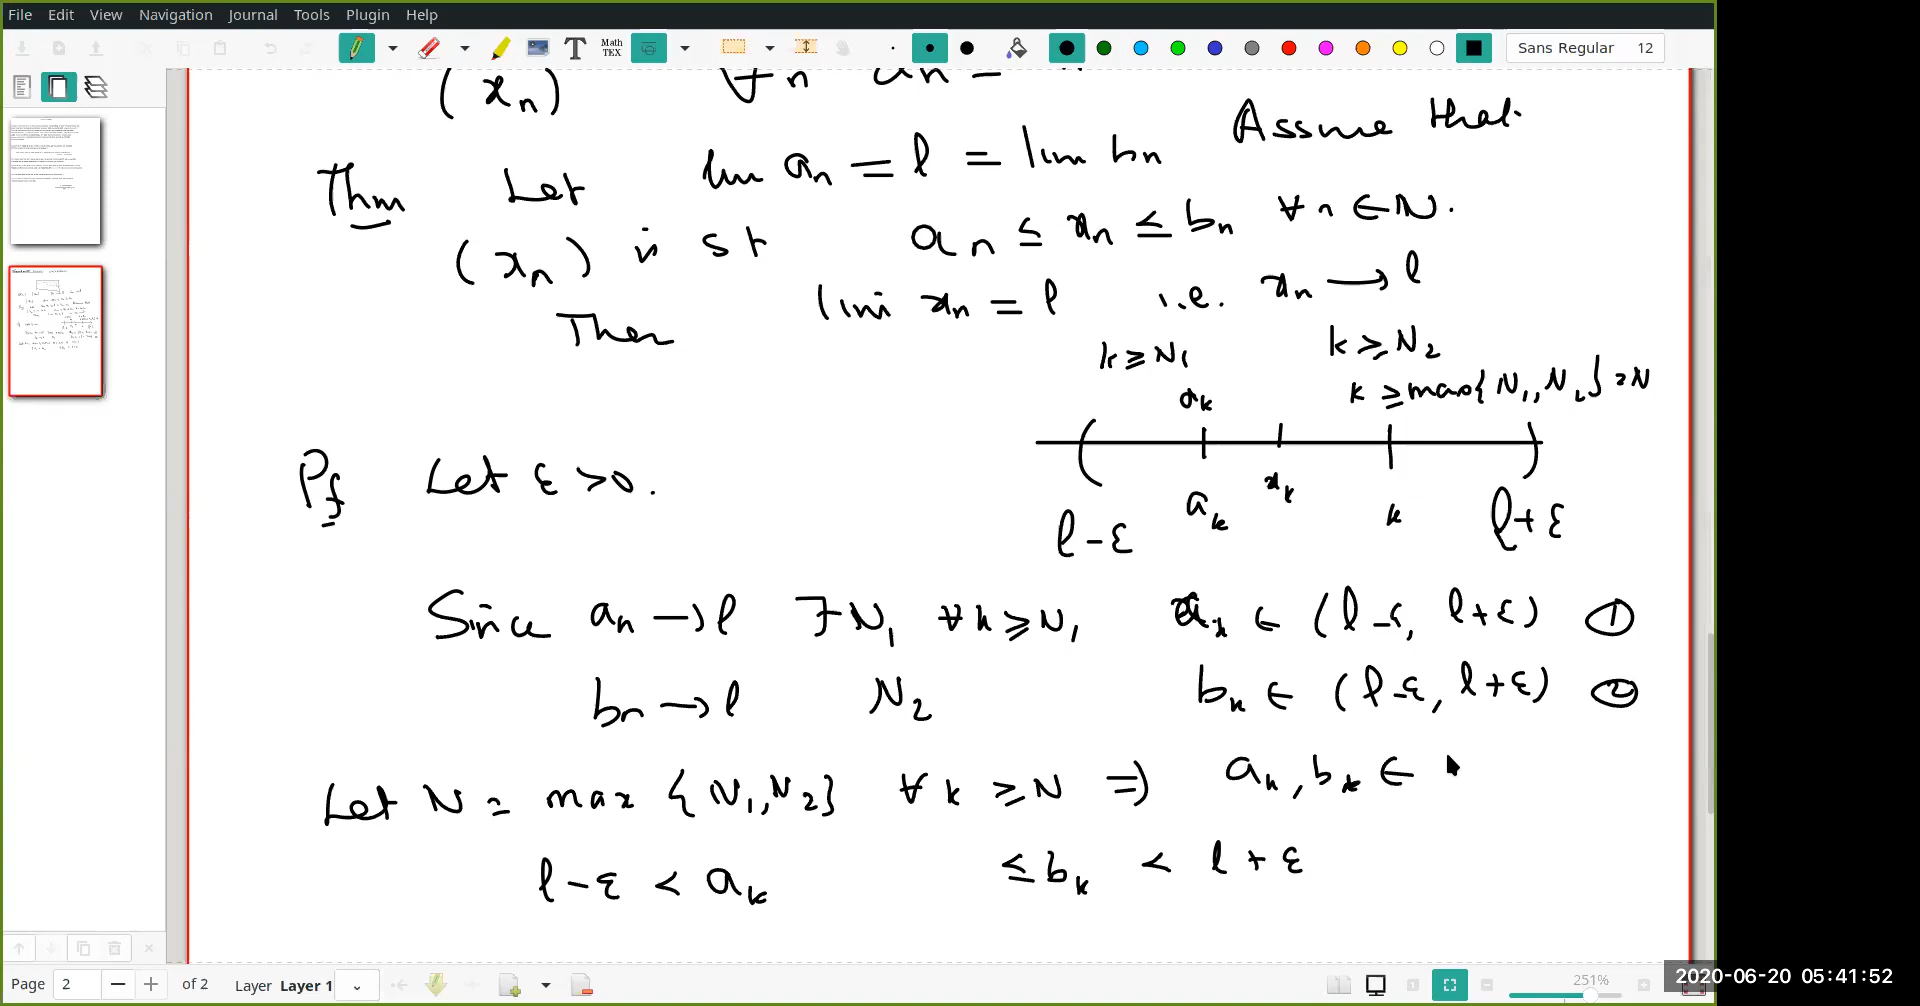 File Edit View Navigation Journal Tools Plugin Help
Math TEX Sans Regular 12
(xn) ∀n an =
Assume that
Thm Let lim an = l = lim bn
(xn) is st an ≤ xn ≤ bn ∀ n ∈ N.
Then lim xn = l i.e. xn → l
k ≥ N1 k ≥ N2
ak k ≥ max{N1, N2} = N
Pf Let ε > 0.
l - ε ak xk k l + ε
Since an → l ∃ N1 ∀ k ≥ N1 ak ∈ (l - ε, l + ε) ①
bn → l N2 bk ∈ (l - ε, l + ε) ②
Let N = max {N1, N2} ∀ k ≥ N ⇒ ak, bk ∈
l - ε < ak ≤ bk < l + ε
Page 2 of 2 Layer Layer 1 251%
2020-06-20 05:41:52